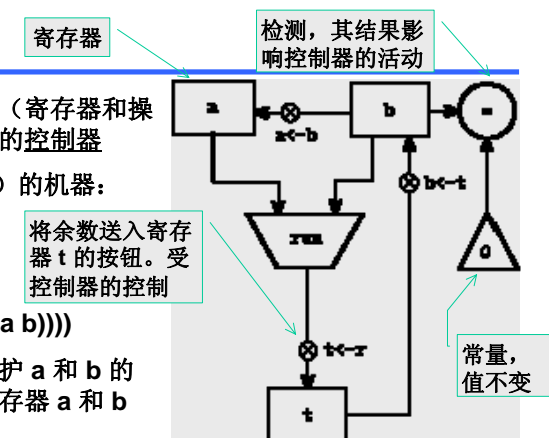 寄存器
检测，其结果影
响控制器的活动
（寄存器和操
的控制器
）的机器：
将余数送入寄存
器 t 的按钮。受
控制器的控制
a b))))
护 a 和 b 的
存器 a 和 b
a
b
=
a<-b
b<-t
rem
0
t<-r
t
常量，
值不变